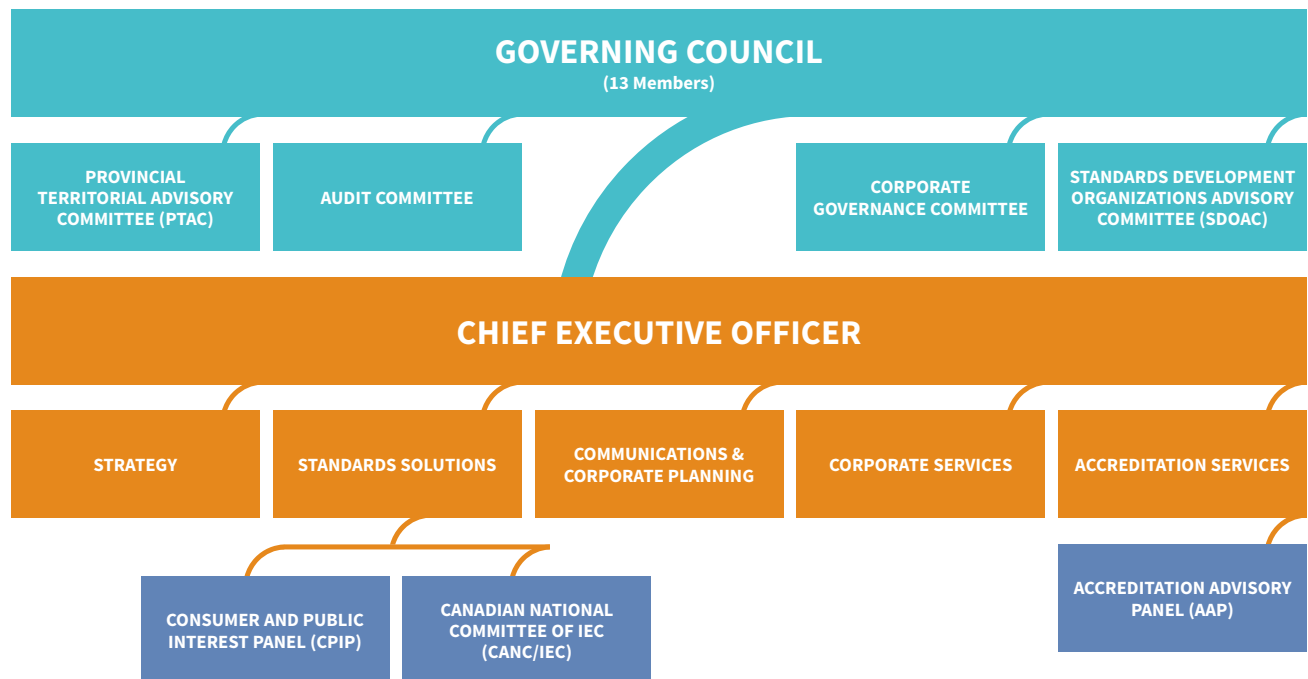 GOVERNING COUNCIL
(13 Members)
PROVINCIAL
TERRITORIAL ADVISORY
COMMITTEE (PTAC)
AUDIT COMMITTEE
CORPORATE
GOVERNANCE COMMITTEE
STANDARDS DEVELOPMENT
ORGANIZATIONS ADVISORY
COMMITTEE (SDOAC)
CHIEF EXECUTIVE OFFICER
STRATEGY
STANDARDS SOLUTIONS
COMMUNICATIONS &
CORPORATE PLANNING
CORPORATE SERVICES
ACCREDITATION SERVICES
CONSUMER AND PUBLIC
INTEREST PANEL (CPIP)
CANADIAN NATIONAL
COMMITTEE OF IEC
(CANC/IEC)
ACCREDITATION ADVISORY
PANEL (AAP)